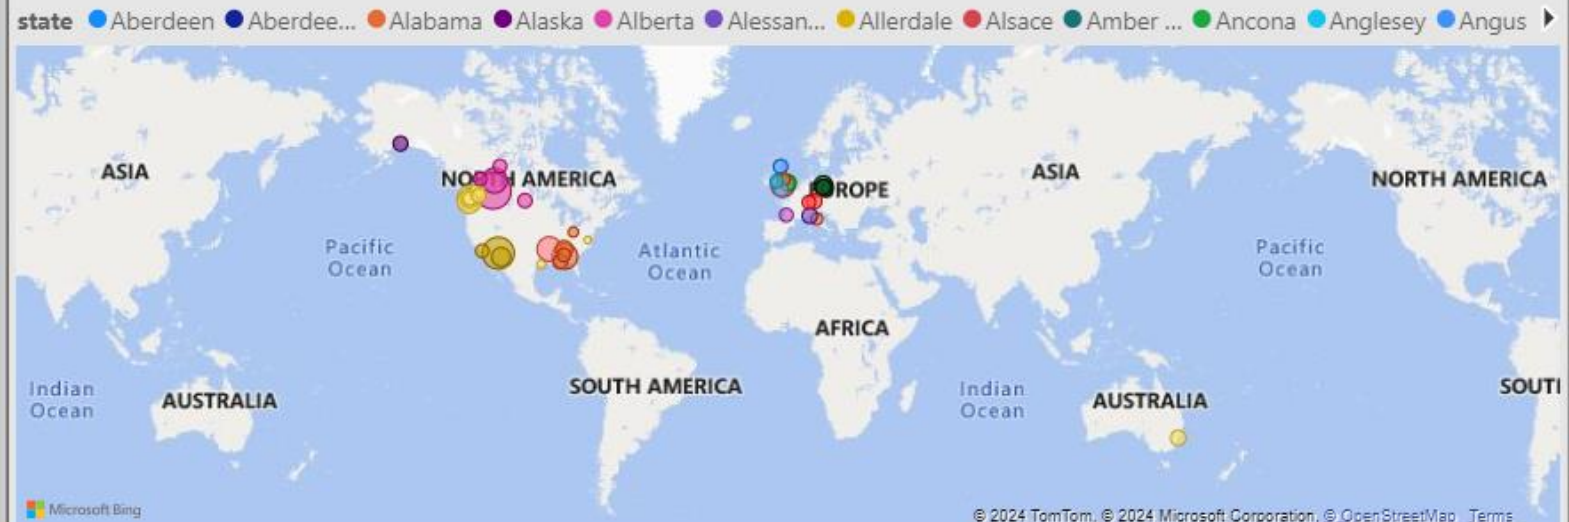 state Aberdeen Aberdee... Alabama Alaska Alberta Alessan... Allerdale Alsace Amber ... Ancona Anglesey Angus
ASIA
NORTH AMERICA
EUROPE
ASIA
NORTH AMERICA
Pacific
Ocean
Atlantic
Ocean
Pacific
Ocean
AFRICA
Indian
Ocean
AUSTRALIA
SOUTH AMERICA
Indian
Ocean
AUSTRALIA
SOUTI
Microsoft Bing
© 2024 TomTom, © 2024 Microsoft Corporation, © OpenStreetMap Terms